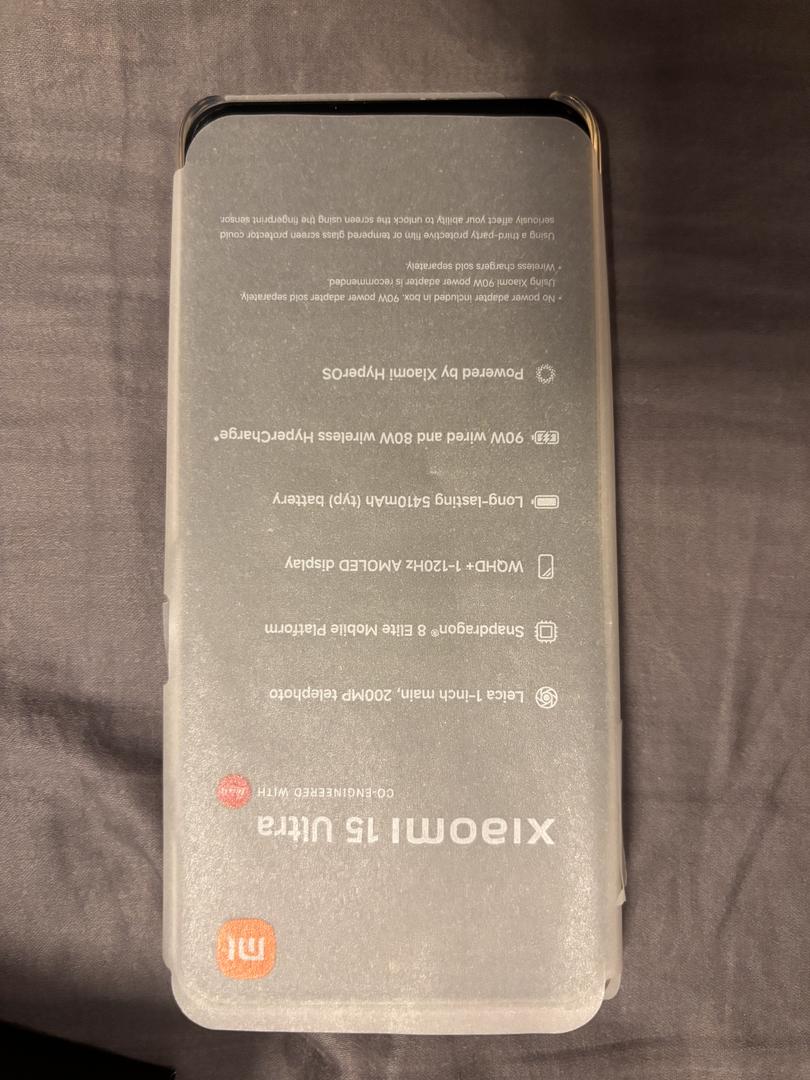 mi
xiaomi 15 Ultra
CO-ENGINEERED WITH Leica
Leica 1-inch main, 200MP telephoto
Snapdragon® 8 Elite Mobile Platform
WQHD+ 1-120Hz AMOLED display
Long-lasting 5410mAh (typ) battery
90W wired and 80W wireless HyperCharge*
Powered by Xiaomi HyperOS
* No power adapter included in box. 90W power adapter sold separately.
Using Xiaomi 90W power adapter is recommended.
* Wireless chargers sold separately.
Using a third-party protective film or tempered glass screen protector could
seriously affect your ability to unlock the screen using the fingerprint sensor.